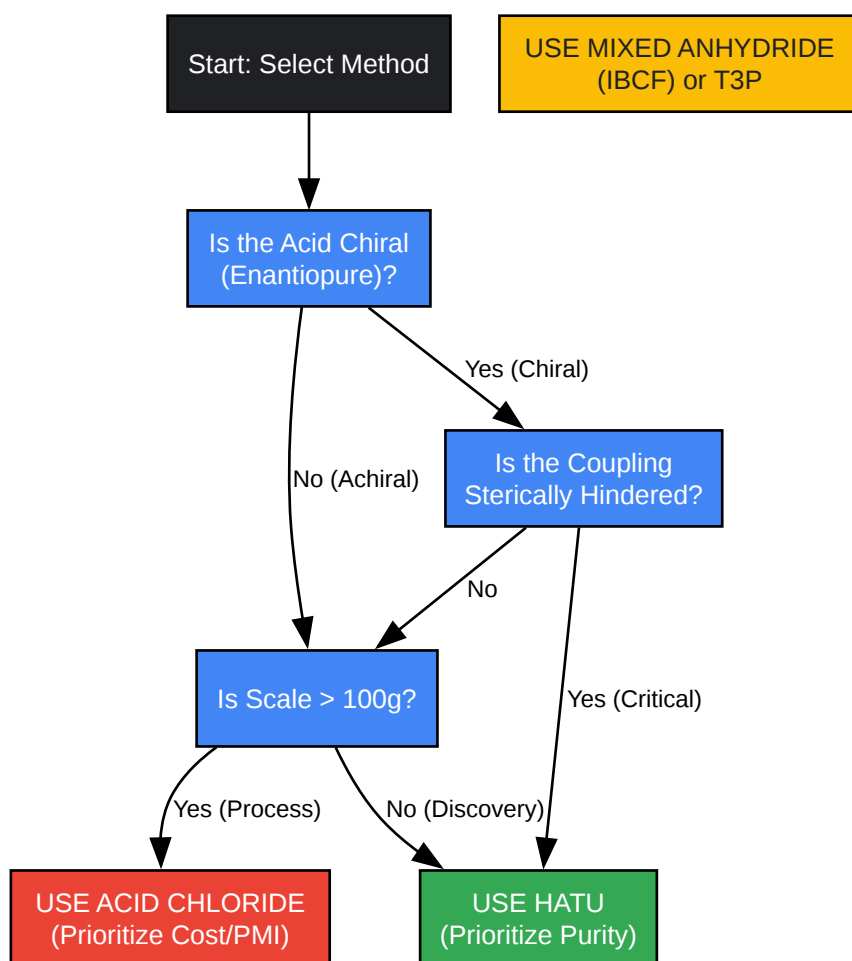 Start: Select Method
USE MIXED ANHYDRIDE
(IBCF) or T3P
Is the Acid Chiral
(Enantiopure)?
Yes (Chiral)
Is the Coupling
Sterically Hindered?
No (Achiral)
No
Is Scale > 100g?
Yes (Critical)
Yes (Process)
No (Discovery)
USE ACID CHLORIDE
(Prioritize Cost/PMI)
USE HATU
(Prioritize Purity)